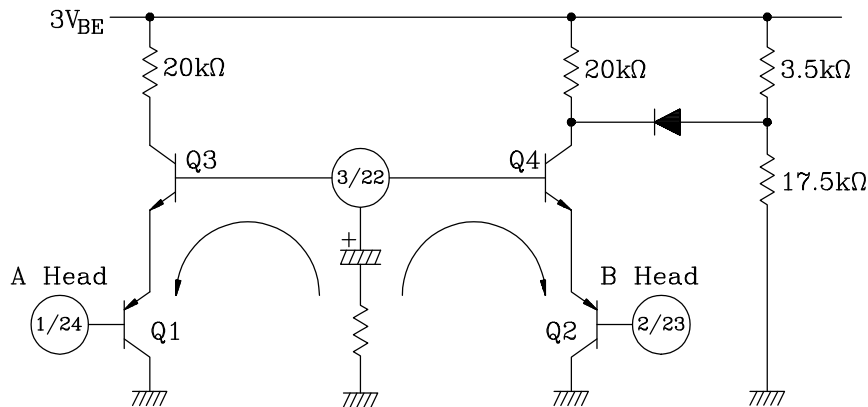 3VBE
20kΩ
20kΩ
3.5kΩ
Q3
3/22
Q4
17.5kΩ
+
A Head
B Head
1/24
Q1
Q2
2/23